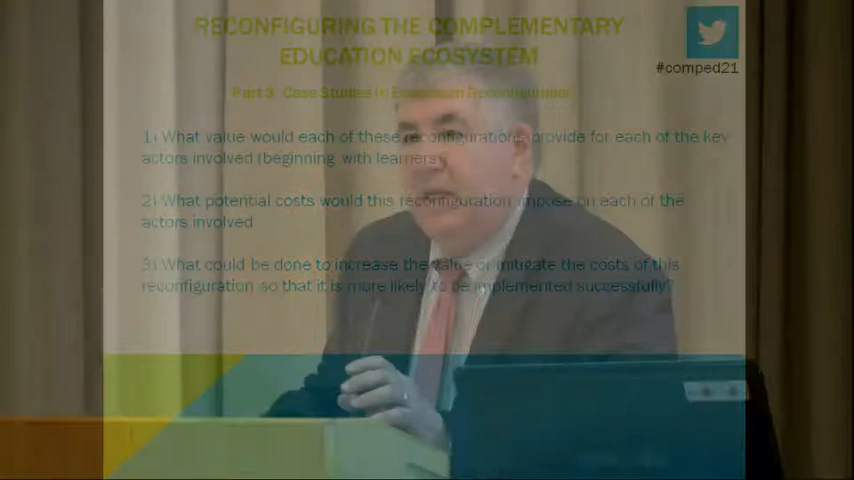 RECONFIGURING THE COMPLEMENTARY
EDUCATION ECOSYSTEM
#comped21
Part 3: Case Studies in Ecosystem Reconfiguration
1) What value would each of these reconfigurations provide for each of the key
actors involved (beginning with learners)
2) What potential costs would this reconfiguration impose on each of the
actors involved
3) What could be done to increase the value or mitigate the costs of this
reconfiguration so that it is more likely to be implemented successfully?